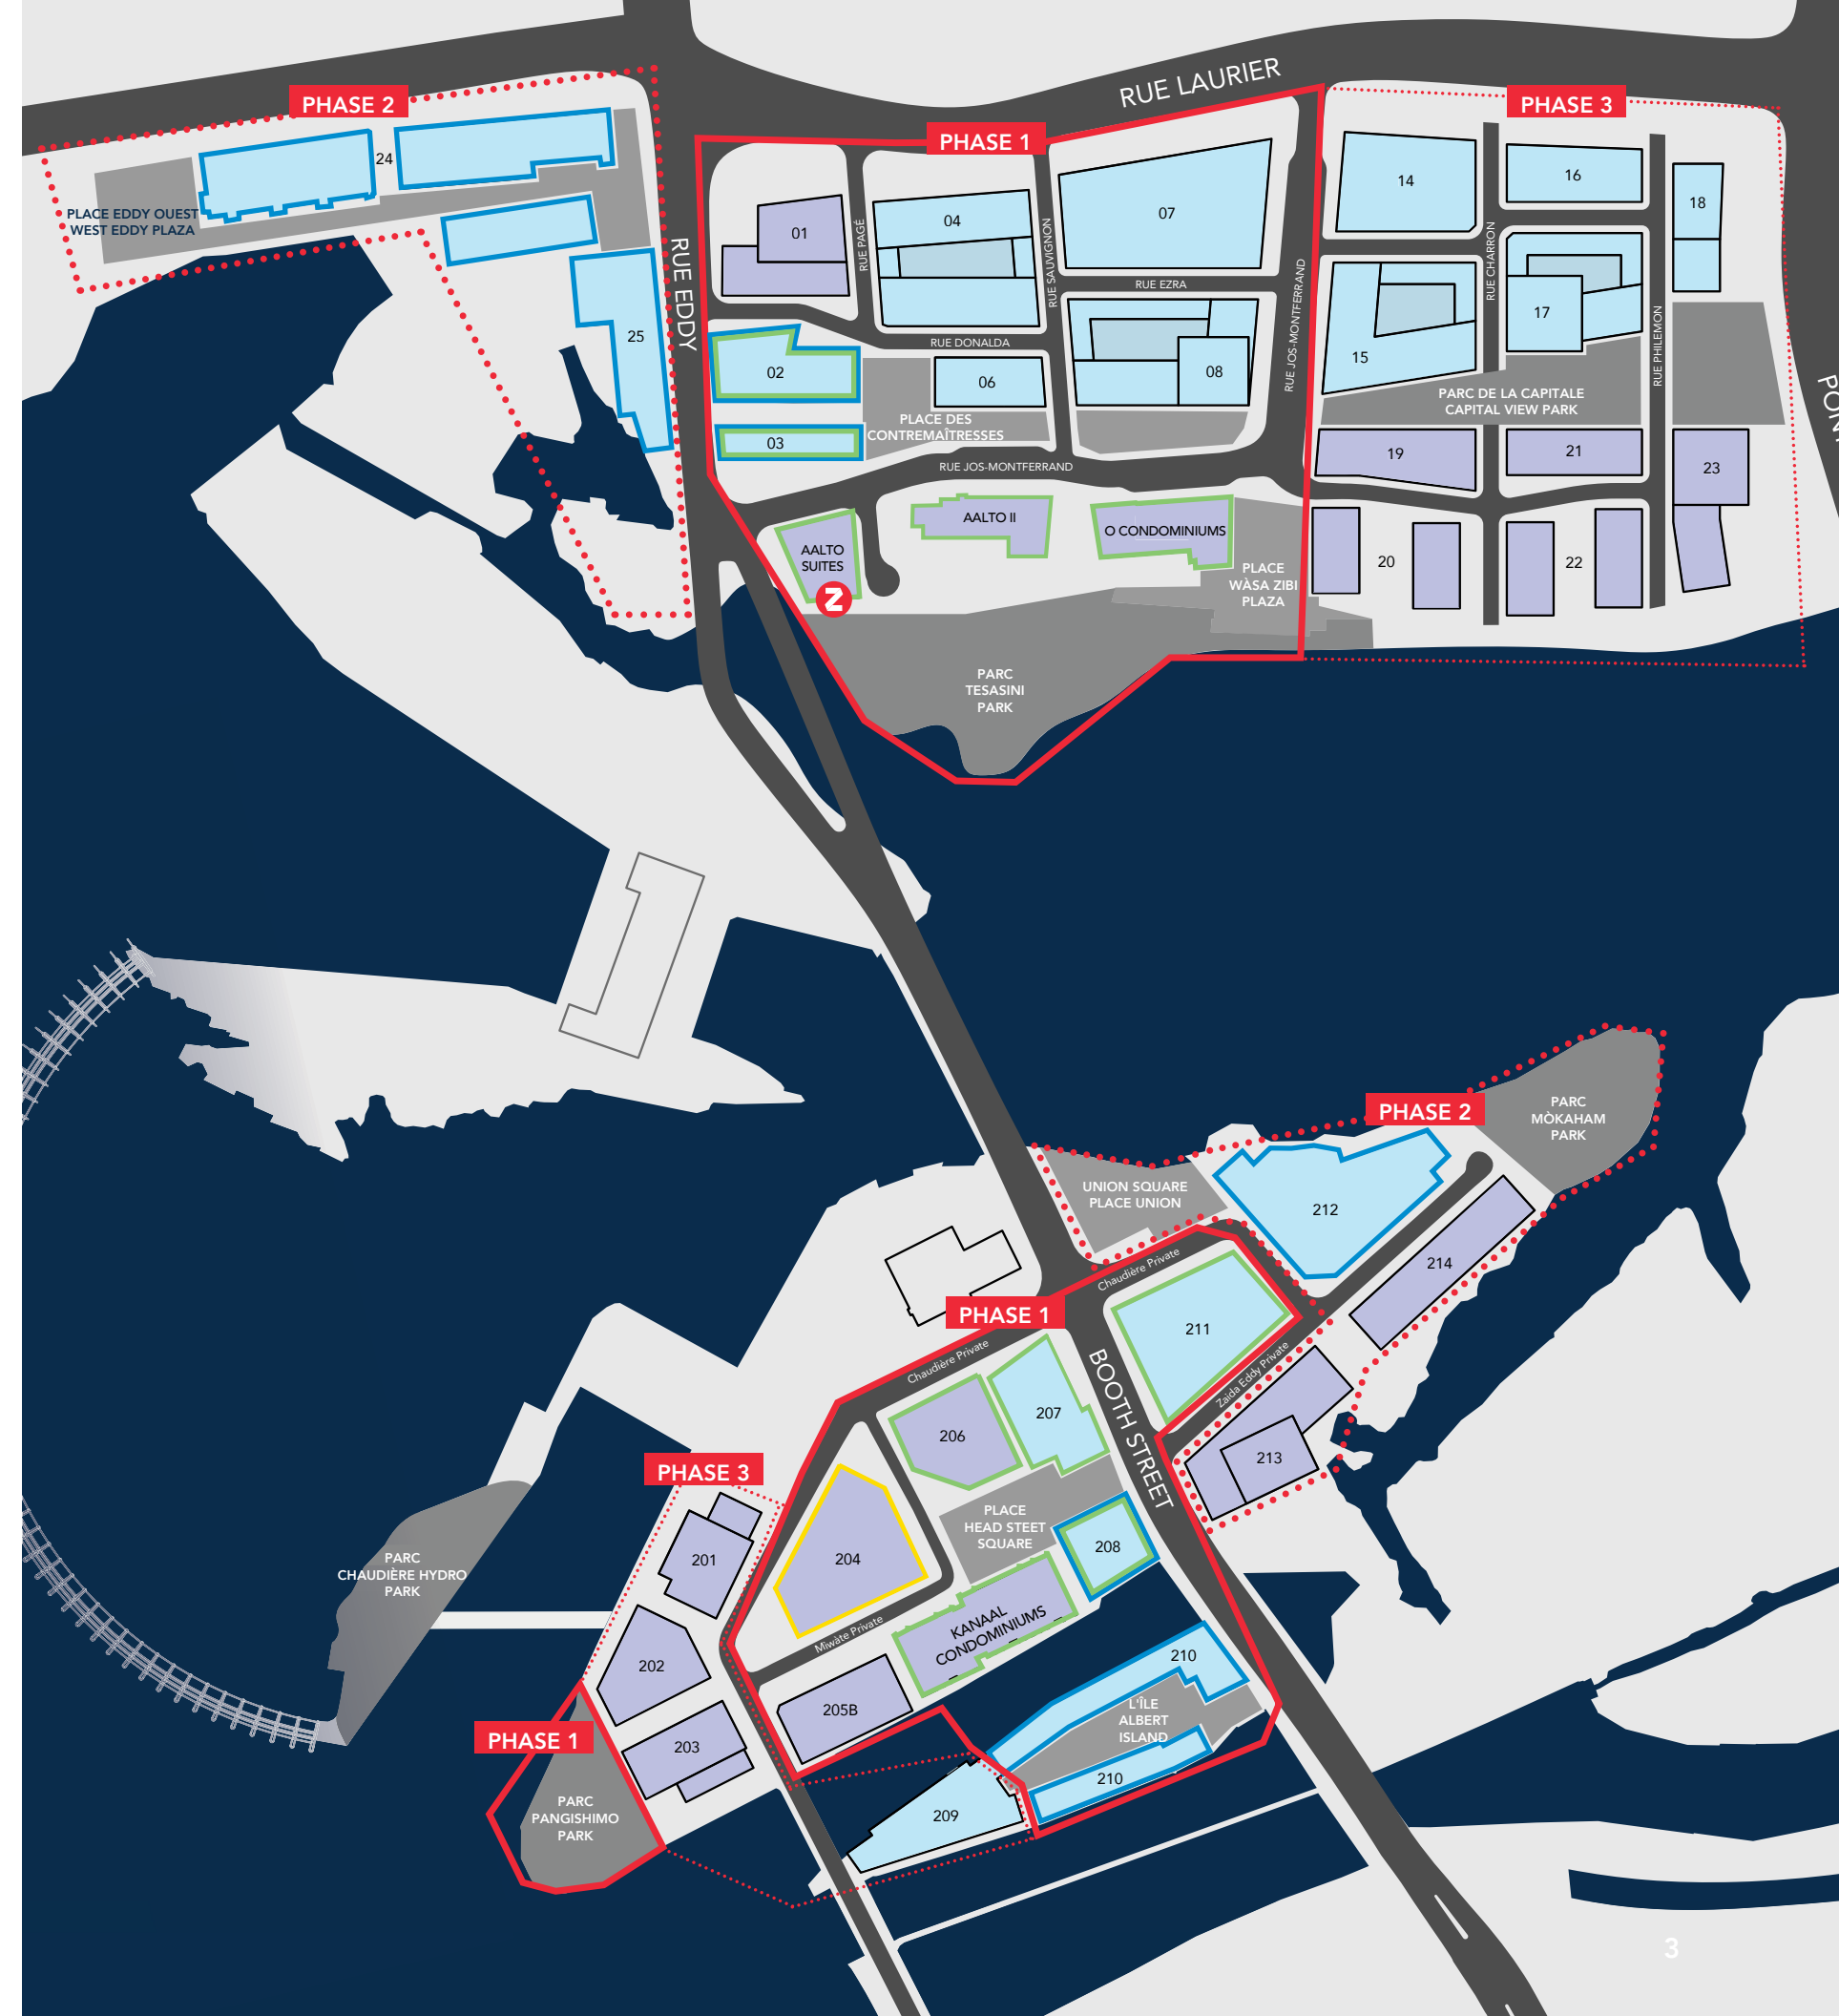 RUE LAURIER
PHASE 2
PHASE 1
PHASE 3
24
PLACE EDDY OUEST
WEST EDDY PLAZA
25
RUE EDDY
01
RUE PAGÉ
04
RUE SAUVIGNON
07
RUE EZRA
RUE JOS-MONTFERRAND
14
RUE CHARRON
16
18
15
17
RUE PHILEMON
RUE DONALDA
02
06
08
03
PLACE DES
CONTREMAÎTRESSES
PARC DE LA CAPITALE
CAPITAL VIEW PARK
PON
RUE JOS-MONTFERRAND
19
21
23
AALTO
SUITES
Z
AALTO II
O CONDOMINIUMS
20
22
PLACE
WÀSA ZIBI
PLAZA
PARC
TESASINI
PARK
PHASE 2
PARC
MÒKAHAM
PARK
UNION SQUARE
PLACE UNION
212
214
Chaudière Private
PHASE 1
211
Chaudière Private
BOOTH STREET
Zaida Eddy Private
207
206
213
PHASE 3
PLACE
HEAD STEET
SQUARE
208
201
204
PARC
CHAUDIÈRE HYDRO
PARK
KANAAL
CONDOMINIUMS
Mìwàte Private
202
205B
210
L'ÎLE
ALBERT
ISLAND
PHASE 1
203
210
209
PARC
PANGISHIMO
PARK
3